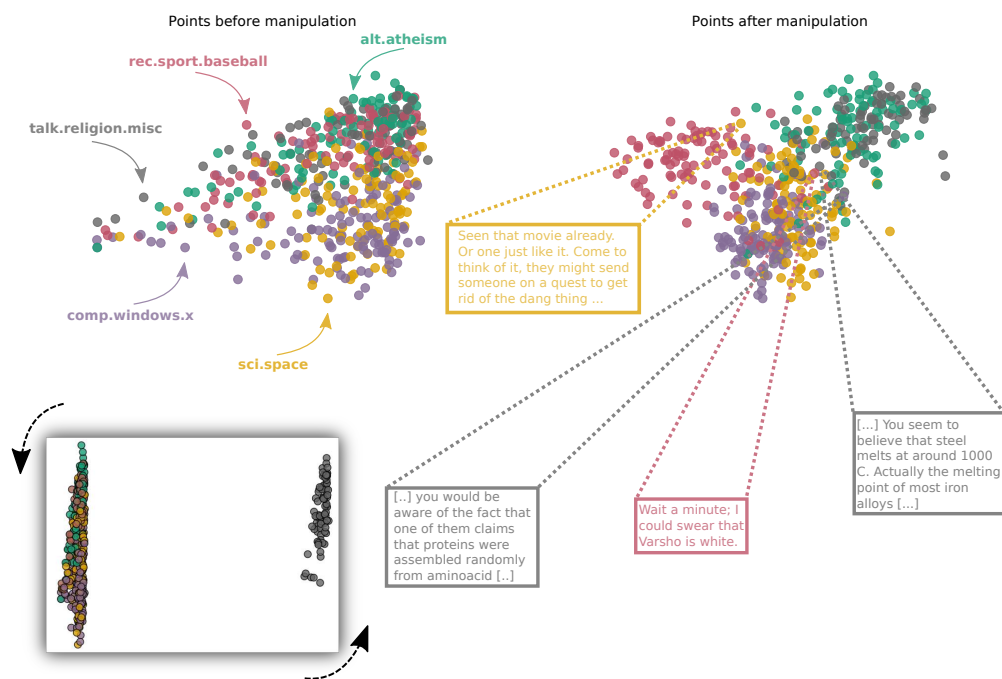 Points before manipulation
Points after manipulation
alt.atheism
rec.sport.baseball
talk.religion.misc
comp.windows.x
sci.space
Seen that movie already.
Or one just like it. Come to
think of it, they might send
someone on a quest to get
rid of the dang thing ...
[...] You seem to
believe that steel
melts at around 1000
C. Actually the melting
point of most iron
alloys [...]
[..] you would be
aware of the fact that
one of them claims
that proteins were
assembled randomly
from aminoacid [..]
Wait a minute; I
could swear that
Varsho is white.